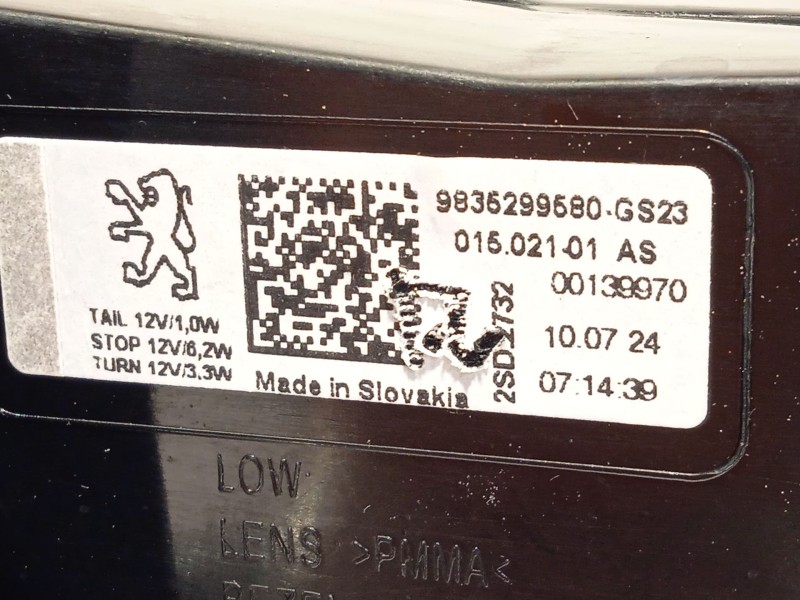 9835299580-GS23
015.021-01 AS
00139970
10.07 24
07:14:39
TAIL 12V/1,0W
STOP 12V/6,2W
TURN 12V/3,3W
Made in Slovakia
LOW
LENS >PMMA<